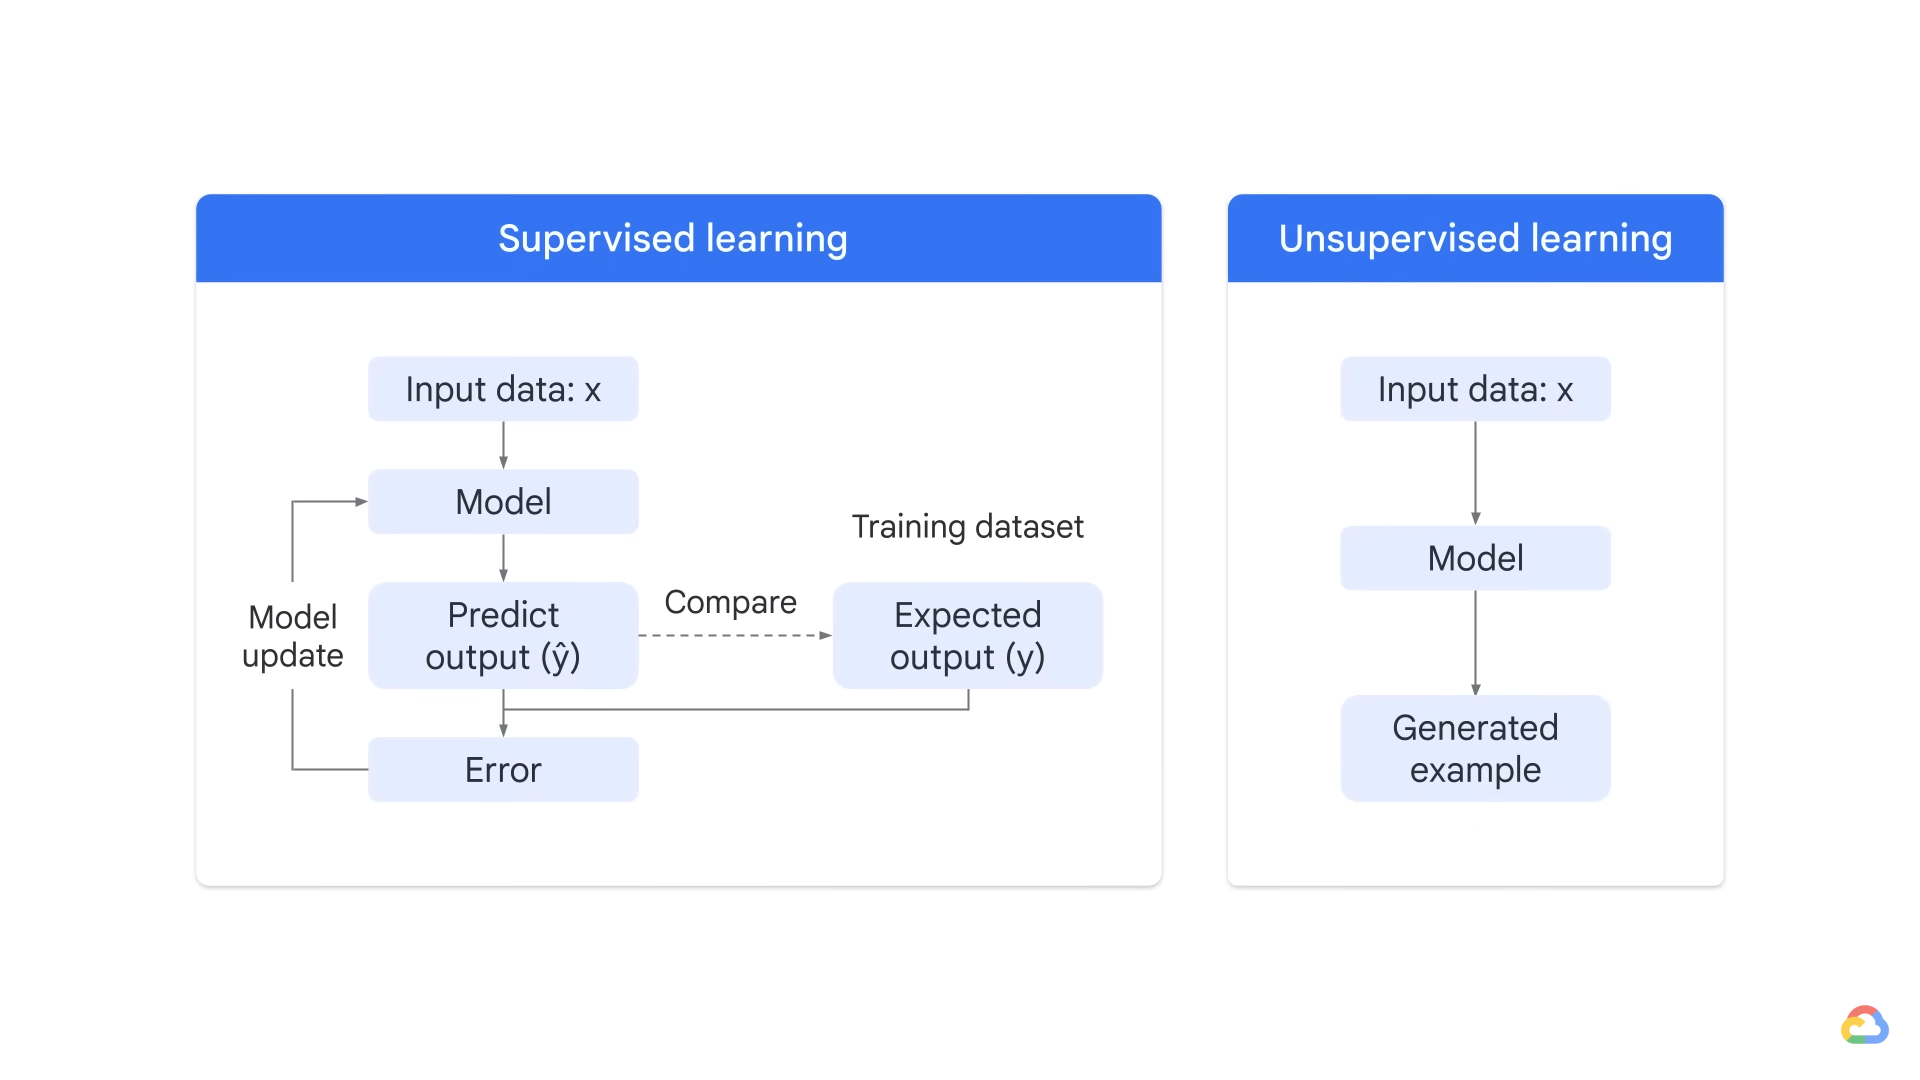 Supervised learning
Input data: x
Model
Training dataset
Compare
Model
update
Predict
output (ŷ)
Expected
output (y)
Error
Unsupervised learning
Input data: x
Model
Generated
example